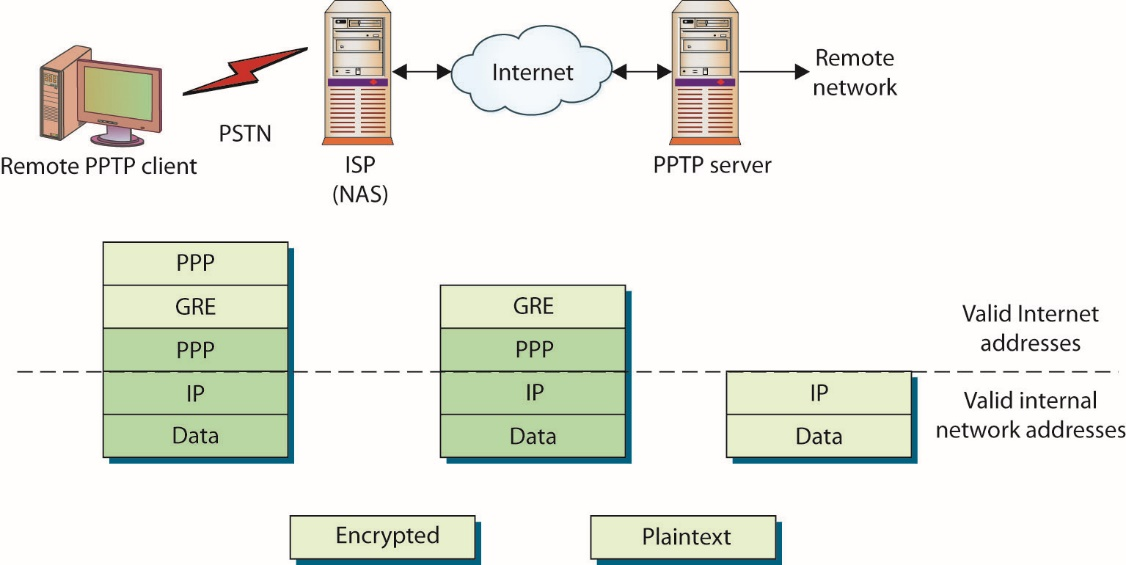 Internet
Remote
network
PSTN
Remote PPTP client
ISP
(NAS)
PPTP server
PPP
GRE
PPP
IP
Data
GRE
PPP
IP
Data
IP
Data
Valid Internet
addresses
Valid internal
network addresses
Encrypted
Plaintext